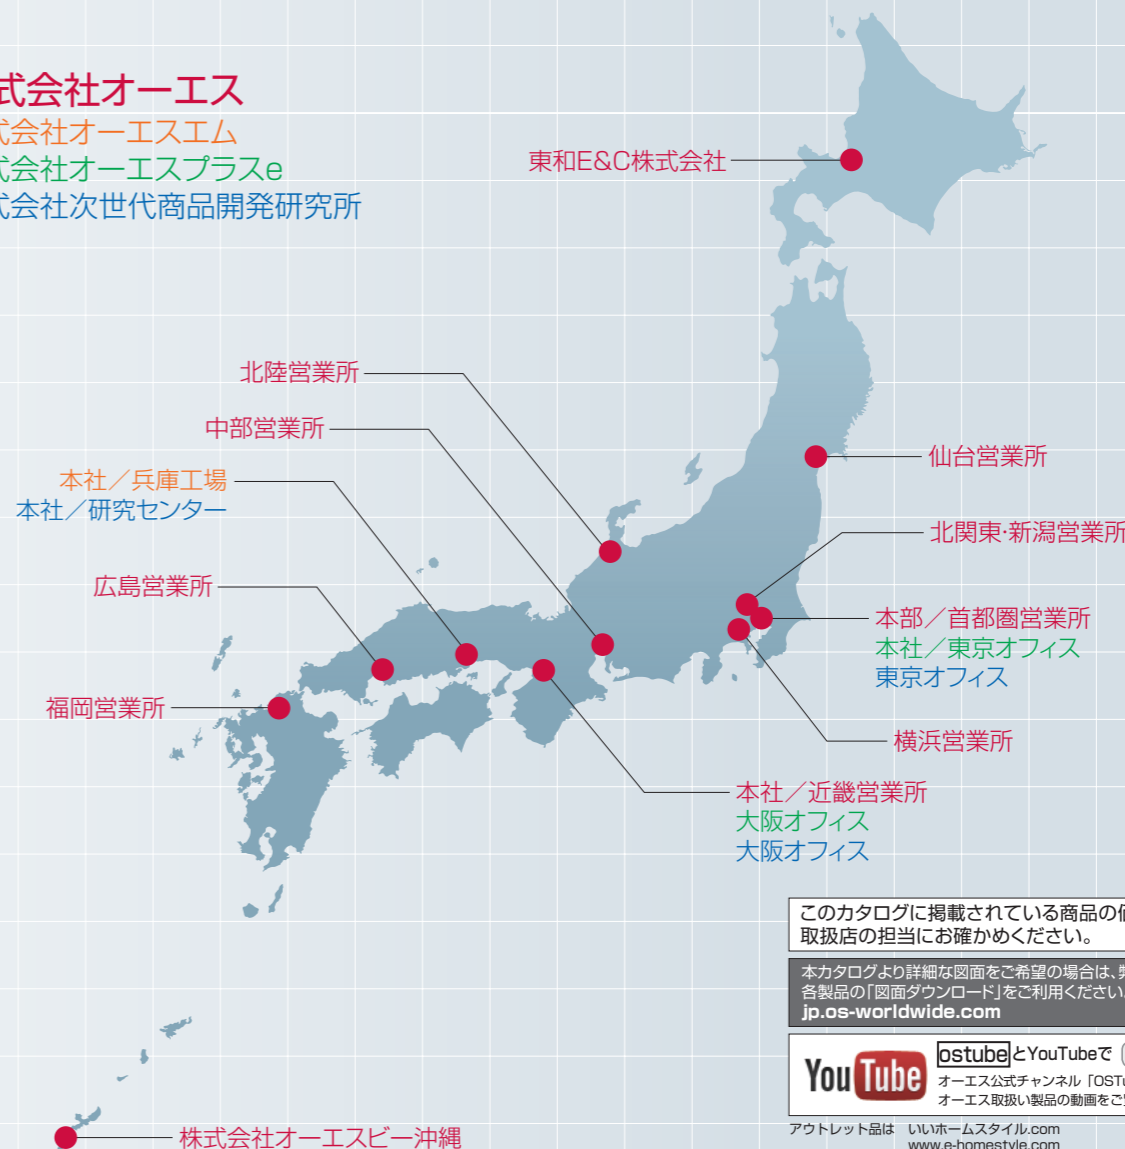 式会社オーエス
式会社オーエスエム
式会社オーエスプラスe
式会社次世代商品開発研究所
東和E&C株式会社
北陸営業所
中部営業所
本社／兵庫工場
本社／研究センター
広島営業所
福岡営業所
仙台営業所
北関東・新潟営業所
本部／首都圏営業所
本社／東京オフィス
東京オフィス
横浜営業所
本社／近畿営業所
大阪オフィス
大阪オフィス
このカタログに掲載されている商品の価
取扱店の担当にお確かめください。
本カタログより詳細な図面をご希望の場合は、弊
各製品の「図面ダウンロード」をご利用ください。
jp.os-worldwide.com
YouTube
ostubeとYouTubeで
オーエス公式チャンネル「OSTu
オーエス取扱い製品の動画をご
アウトレット品は いいホームスタイル.com
www.e-homestyle.com
株式会社オーエスビー沖縄